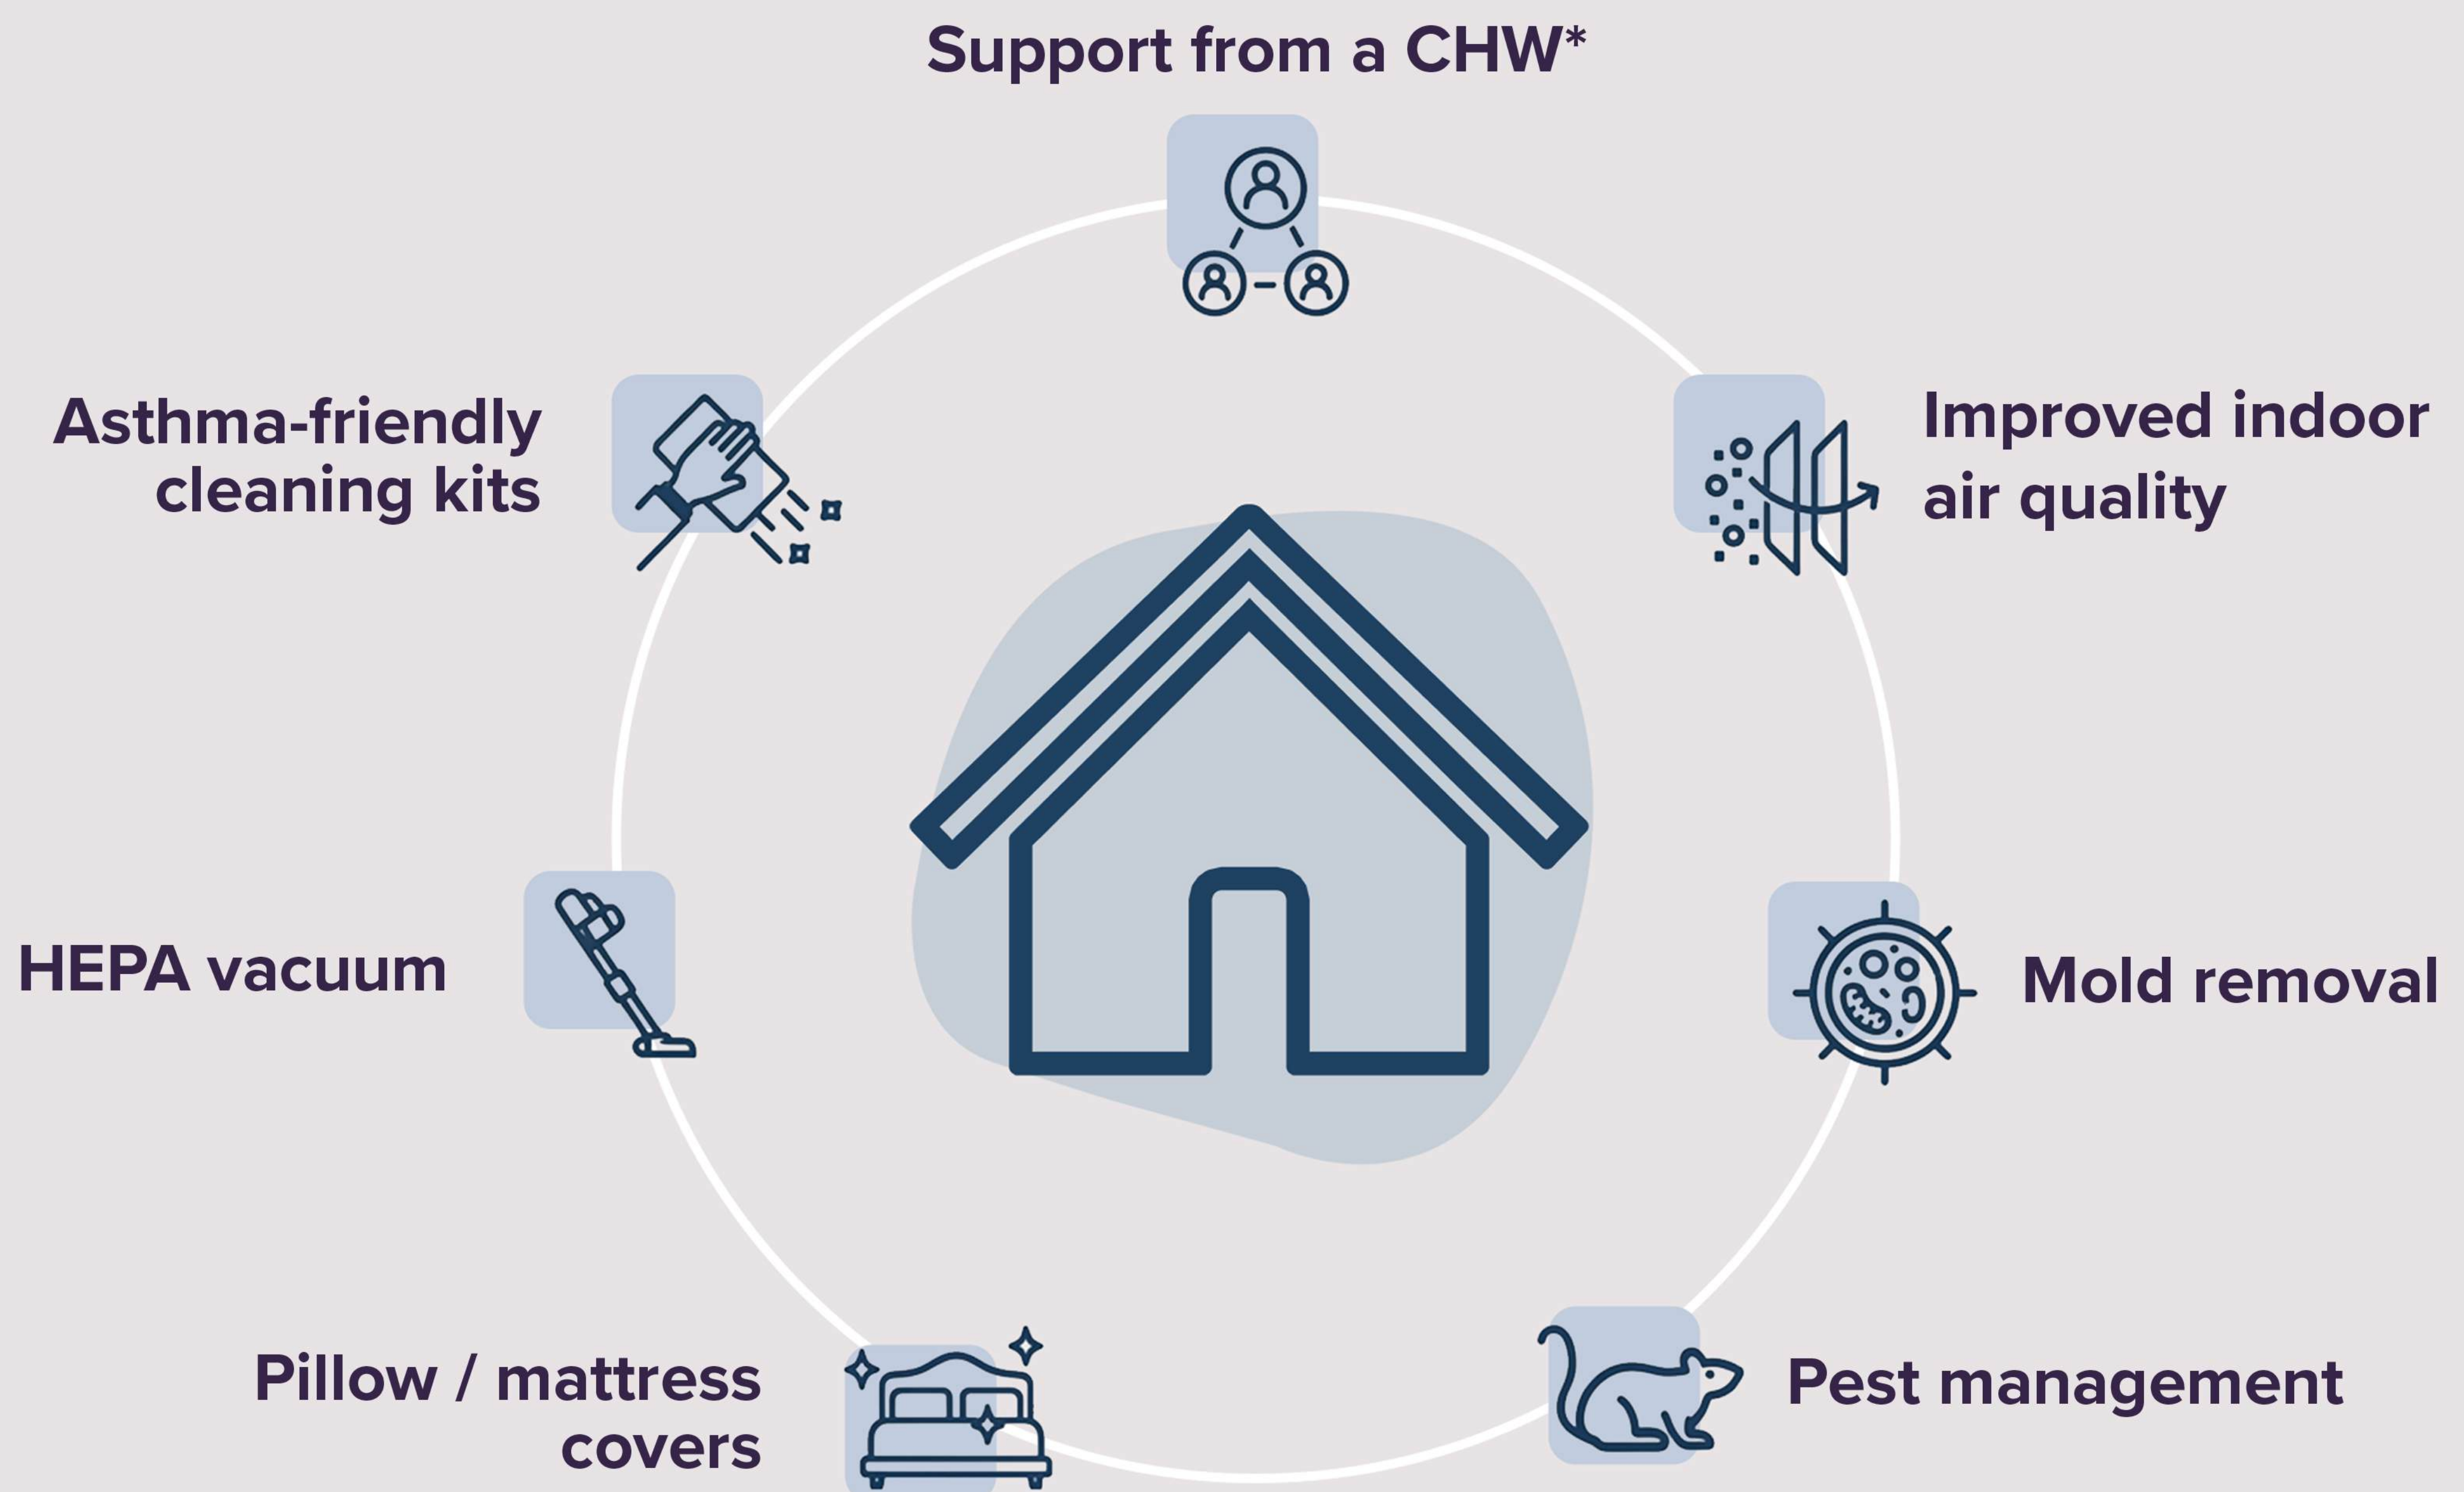 Support from a CHW*
Asthma-friendly
cleaning kits
Improved indoor
air quality
HEPA vacuum
Mold removal
Pillow / mattress
covers
Pest management